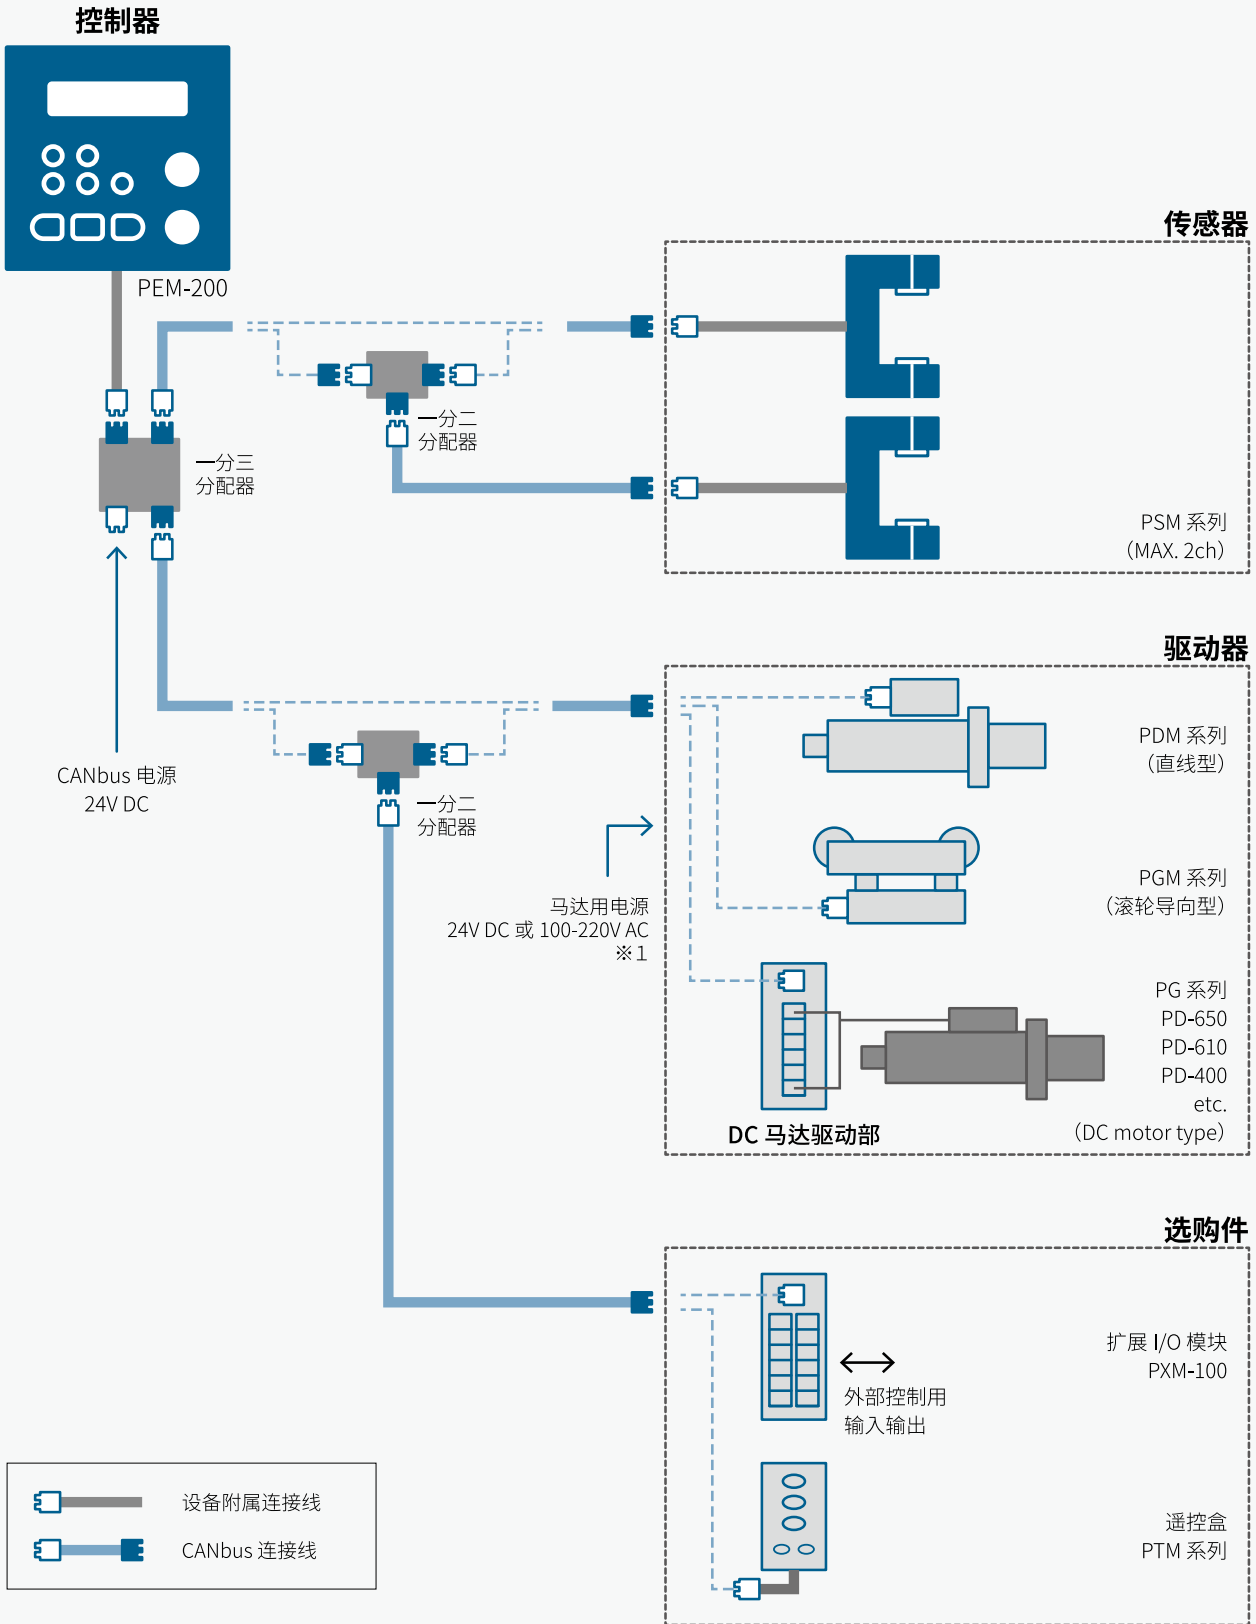 控制器
PEM-200
传感器
一分二
分配器
一分三
分配器
PSM 系列
（MAX. 2ch）
驱动器
PDM 系列
（直线型）
CANbus 电源
24V DC
一分二
分配器
马达用电源
24V DC 或 100-220V AC
※1
PGM 系列
（滚轮导向型）
PG 系列
PD-650
PD-610
PD-400
etc.
（DC motor type）
DC 马达驱动部
选购件
扩展 I/O 模块
PXM-100
外部控制用
输入输出
遥控盒
PTM 系列
设备附属连接线
CANbus 连接线